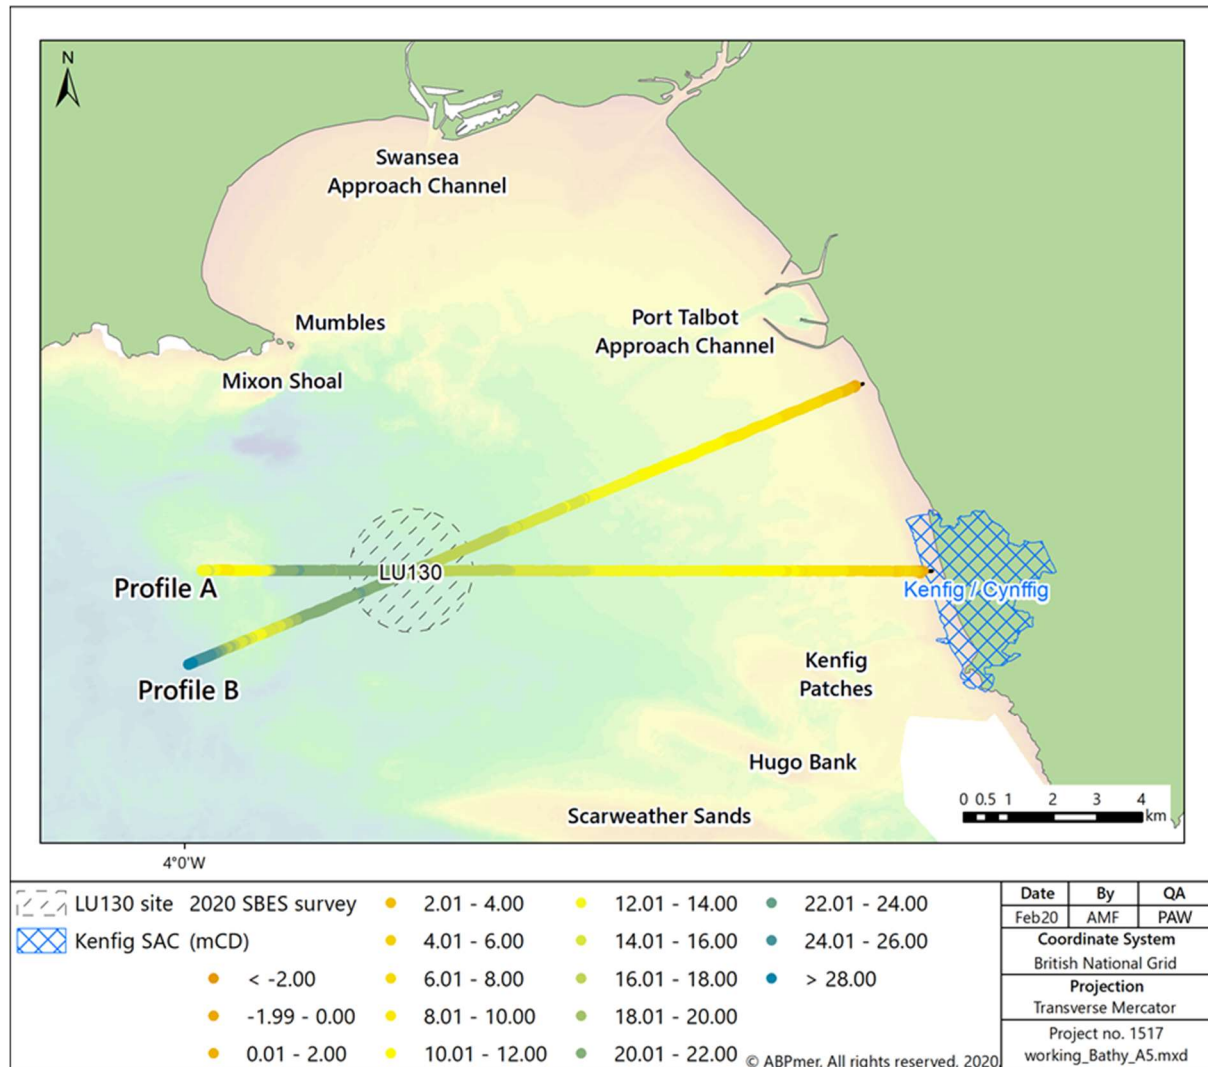 N
Swansea
Approach Channel
Mumbles
Port Talbot
Approach Channel
Mixon Shoal
LU130
Profile A
Kenfig / Cynffig
Profile B
Kenfig
Patches
Hugo Bank
Scarweather Sands
0 0.5 1 2 3 4
km
4°0'W
LU130 site
Kenfig SAC
2020 SBES survey
(mCD)
< -2.00
-1.99 - 0.00
0.01 - 2.00
2.01 - 4.00
4.01 - 6.00
6.01 - 8.00
8.01 - 10.00
10.01 - 12.00
12.01 - 14.00
14.01 - 16.00
16.01 - 18.00
18.01 - 20.00
20.01 - 22.00
22.01 - 24.00
24.01 - 26.00
> 28.00
© ABPmer. All rights reserved, 2020
Date By QA
Feb20 AMF PAW
Coordinate System
British National Grid
Projection
Transverse Mercator
Project no. 1517
working_Bathy_A5.mxd